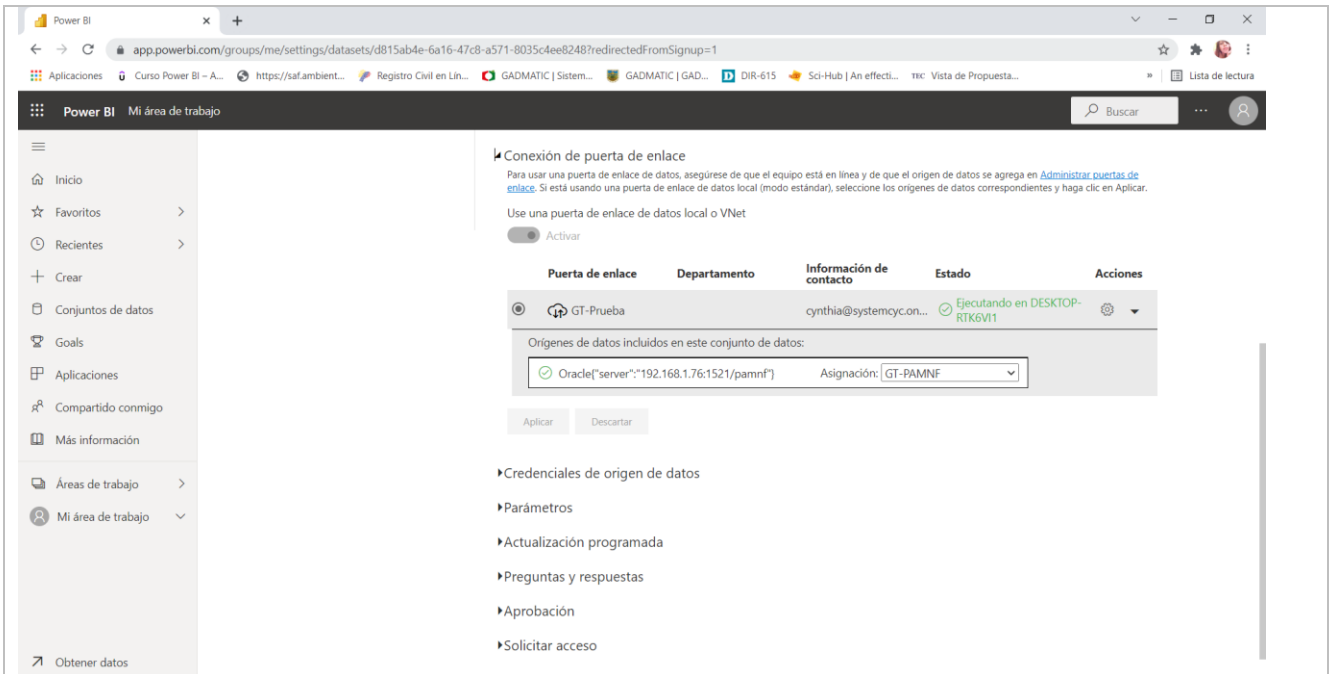 Power BI
app.powerbi.com/groups/me/settings/datasets/d815ab4e-6a16-47c8-a571-8035c4ee8248?redirectedFromSignup=1
Aplicaciones
Curso Power BI – A...
https://saf.ambient...
Registro Civil en Lín...
GADMATIC | Sistem...
GADMATIC | GAD...
DIR-615
Sci-Hub | An effecti...
TEC Vista de Propuesta...
»
Lista de lectura
Power BI Mi área de trabajo
Buscar
Inicio
Favoritos
Recientes
Crear
Conjuntos de datos
Goals
Aplicaciones
Compartido conmigo
Más información
Áreas de trabajo
Mi área de trabajo
Obtener datos
Conexión de puerta de enlace
Para usar una puerta de enlace de datos, asegúrese de que el equipo está en línea y de que el origen de datos se agrega en Administrar puertas de
enlace. Si está usando una puerta de enlace de datos local (modo estándar), seleccione los orígenes de datos correspondientes y haga clic en Aplicar.
Use una puerta de enlace de datos local o VNet
Activar
Puerta de enlace Departamento Información de contacto Estado Acciones
GT-Prueba cynthia@systemcyc.on... Ejecutando en DESKTOP-
RTK6VI1
Orígenes de datos incluidos en este conjunto de datos:
Oracle{"server":"192.168.1.76:1521/pamnf"} Asignación: GT-PAMNF
Aplicar Descartar
Credenciales de origen de datos
Parámetros
Actualización programada
Preguntas y respuestas
Aprobación
Solicitar acceso